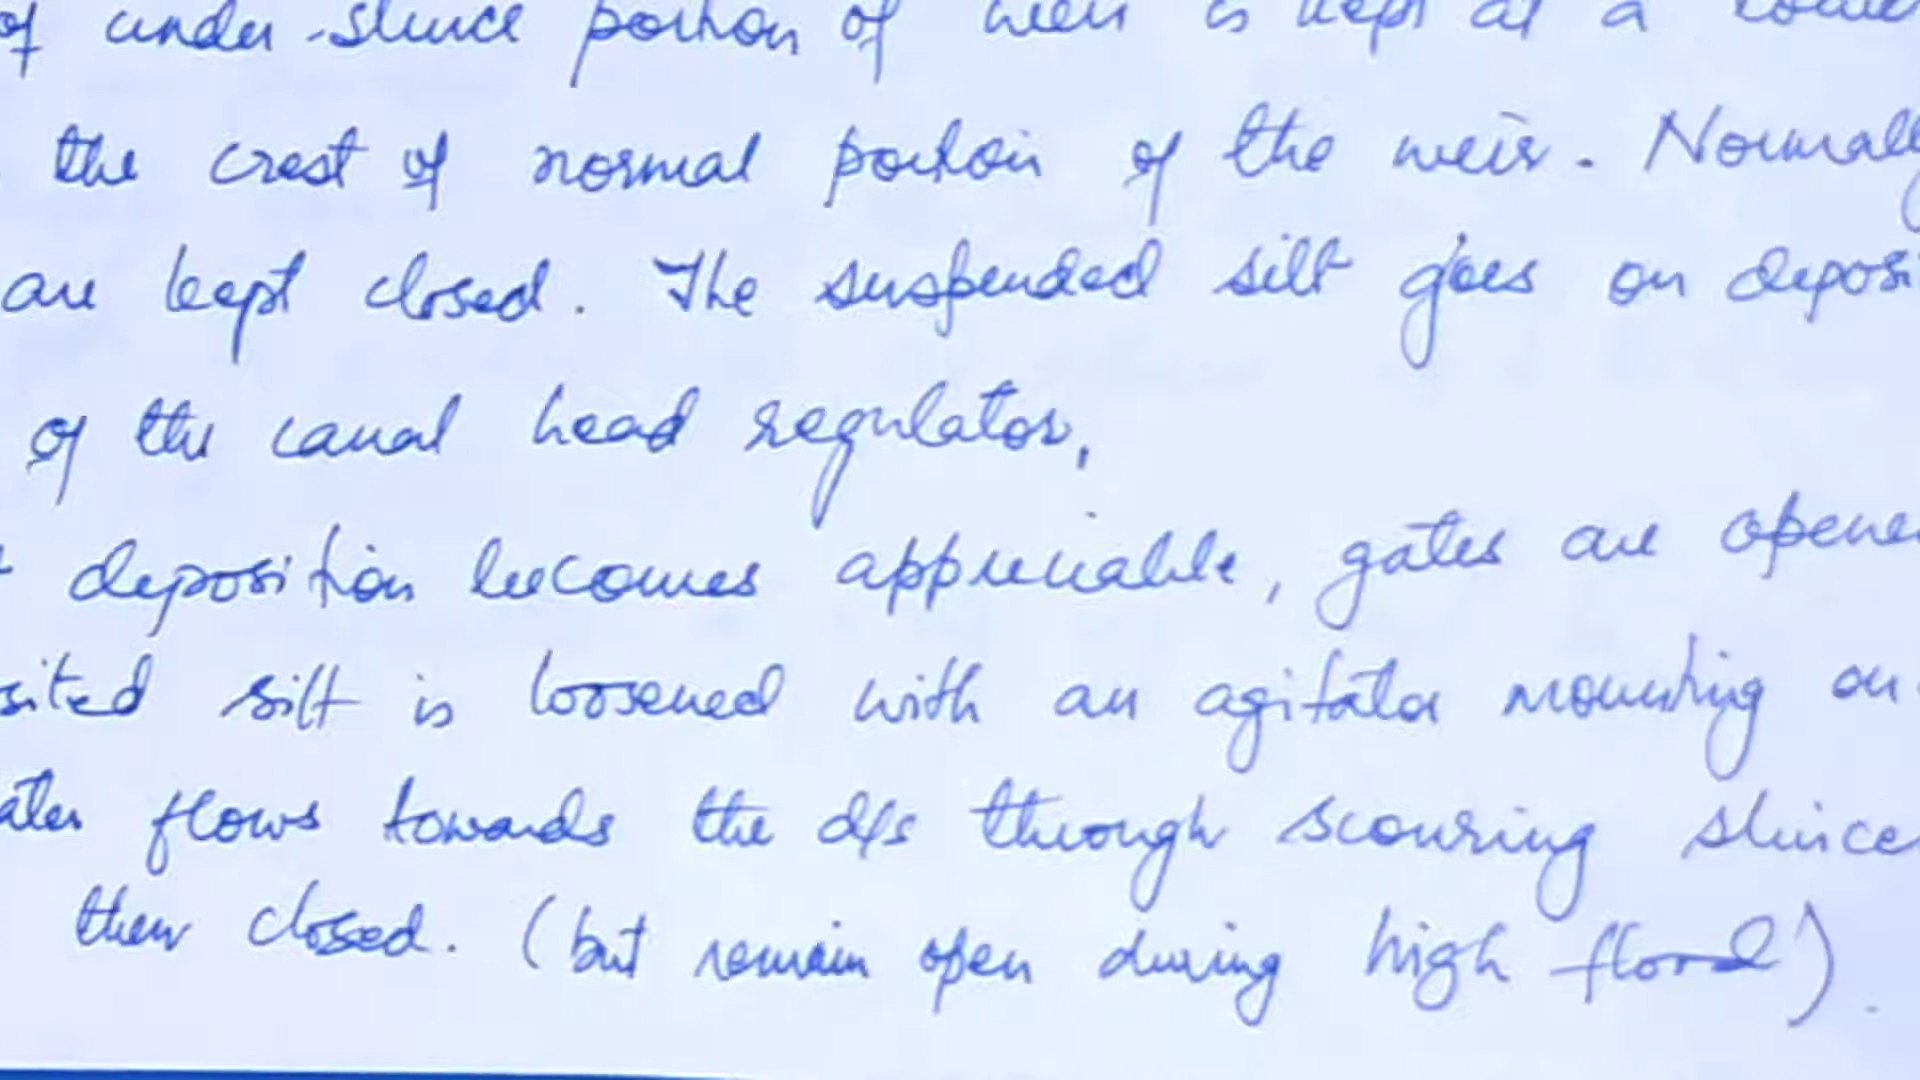 of under-sluice portion of weir is kept at a lower
the crest of normal portion of the weir. Normally
are kept closed. The suspended silt goes on deposi
of the canal head regulator,
deposition becomes appreciable, gates are opene
sited silt is loosened with an agitator mounting on
ater flows towards the d/s through scouring sluice
then closed. (but remain open during high flood).